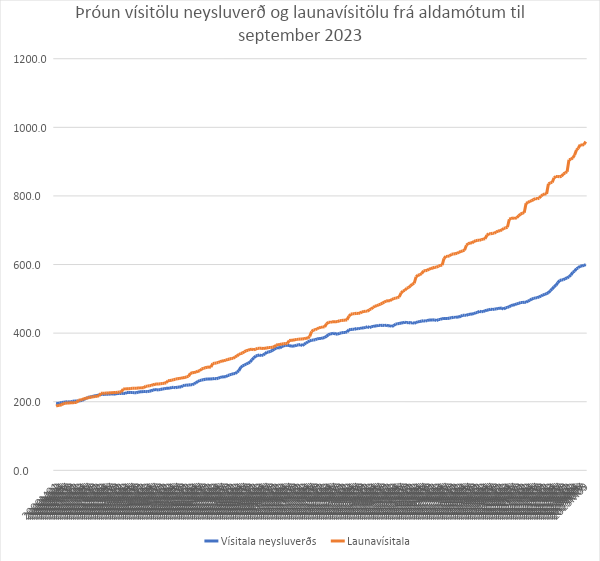 Þróun vísitölu neysluverð og launavísitölu frá aldamótum til
september 2023
1200.0
1000.0
800.0
600.0
400.0
200.0
0.0
Vísitala neysluverðs
Launavísitala